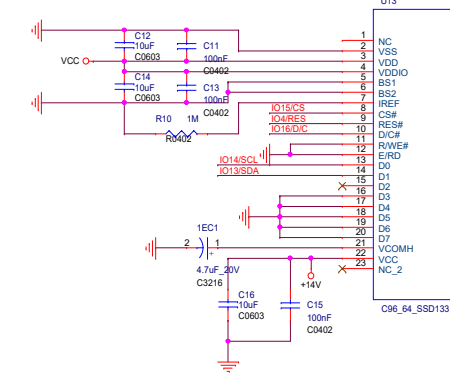 U13
C12
10uF
C0603
C11
100nF
C0402
VCC
C14
10uF
C0603
C13
100nF
C0402
R10 1M
R0402
IO15/CS
IO4/RES
IO16/D/C
IO14/SCL
IO13/SDA
1 NC
2 VSS
3 VDD
4 VDDIO
5 BS1
6 BS2
7 IREF
8 CS#
9 RES#
10 D/C#
11 R/WE#
12 E/RD
13 D0
14 D1
15 D2
16 D3
17 D4
18 D5
19 D6
20 D7
21 VCOMH
22 VCC
23 NC_2
1EC1
2 1
+
4.7uF_20V
C3216
+14V
C16
10uF
C0603
C15
100nF
C0402
C96_64_SSD133